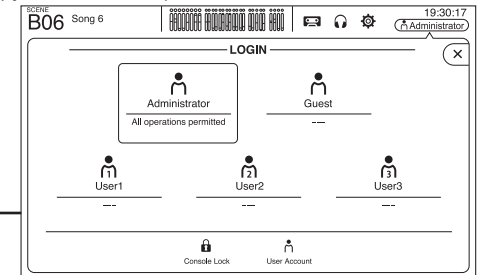 SCENE
B06 Song 6
19:30:17
Administrator
LOGIN
Administrator
All operations permitted
Guest
---
1
User1
---
2
User2
---
3
User3
---
Console Lock
User Account